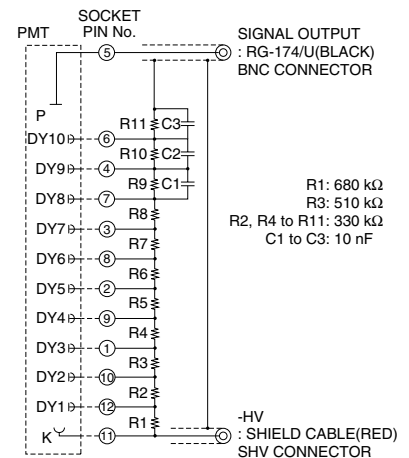 SOCKET
PMT PIN No.
SIGNAL OUTPUT
5 : RG-174/U(BLACK)
BNC CONNECTOR
P
R11 C3
DY10 6
R10 C2
DY9 4
R9 C1
DY8 7
R8
DY7 3
R7
DY6 8
R6
DY5 2
R5
DY4 9
R4
DY3 1
R3
DY2 10
R2
DY1 12
R1
K 11
R1: 680 kΩ
R3: 510 kΩ
R2, R4 to R11: 330 kΩ
C1 to C3: 10 nF
-HV
: SHIELD CABLE(RED)
SHV CONNECTOR